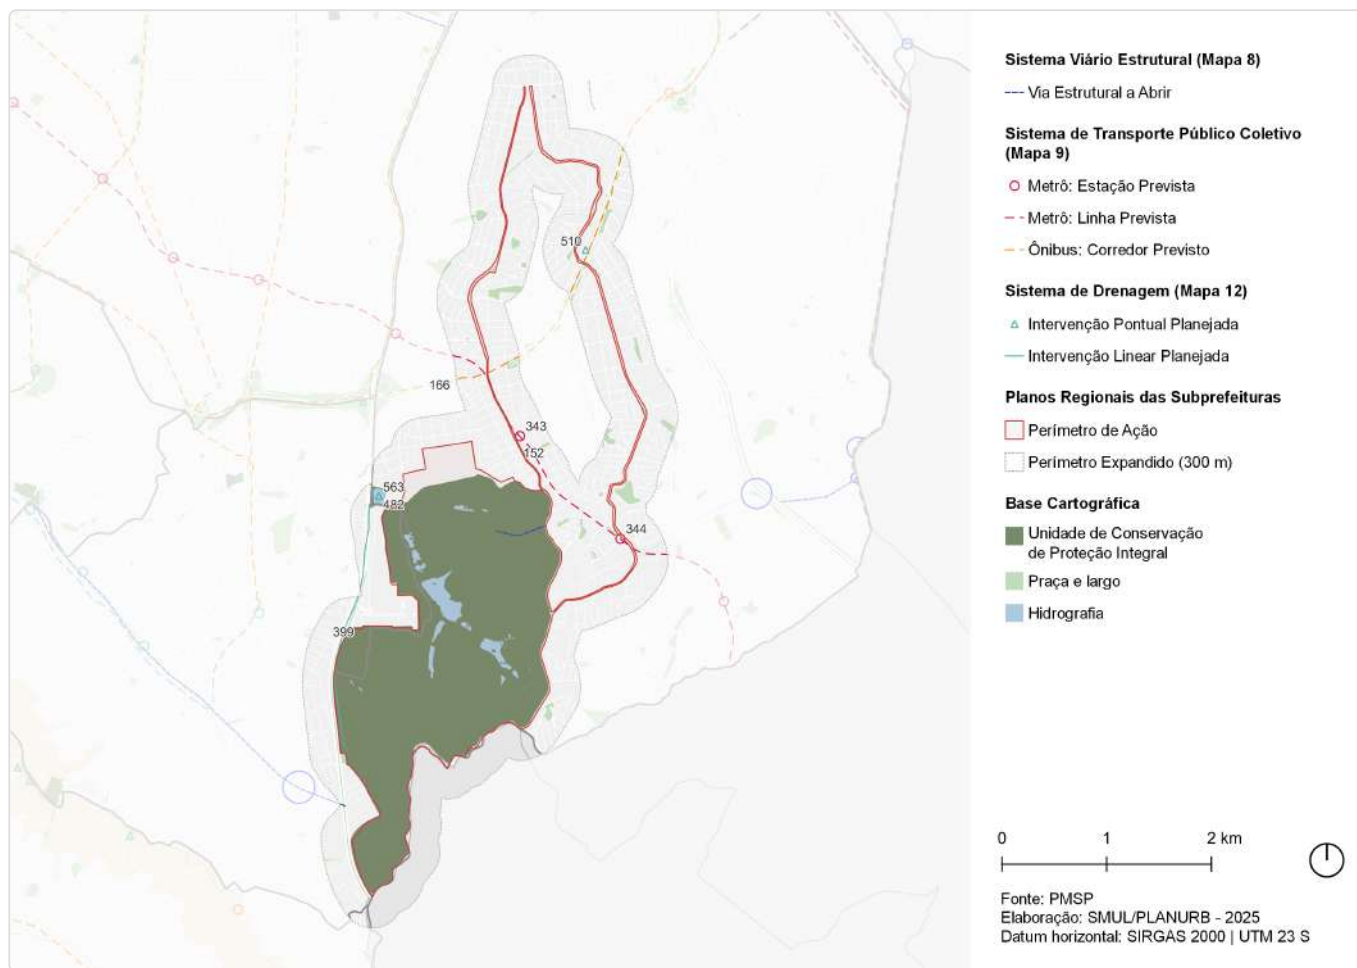 Sistema Viário Estrutural (Mapa 8)
Via Estrutural a Abrir
Sistema de Transporte Público Coletivo
(Mapa 9)
Metrô: Estação Prevista
Metrô: Linha Prevista
Ônibus: Corredor Previsto
Sistema de Drenagem (Mapa 12)
Intervenção Pontual Planejada
Intervenção Linear Planejada
Planos Regionais das Subprefeituras
Perímetro de Ação
Perímetro Expandido (300 m)
Base Cartográfica
Unidade de Conservação
de Proteção Integral
Praça e largo
Hidrografia
510
166
343
152
563
482
344
399
0 1 2 km
Fonte: PMSP
Elaboração: SMUL/PLANURB - 2025
Datum horizontal: SIRGAS 2000 | UTM 23 S